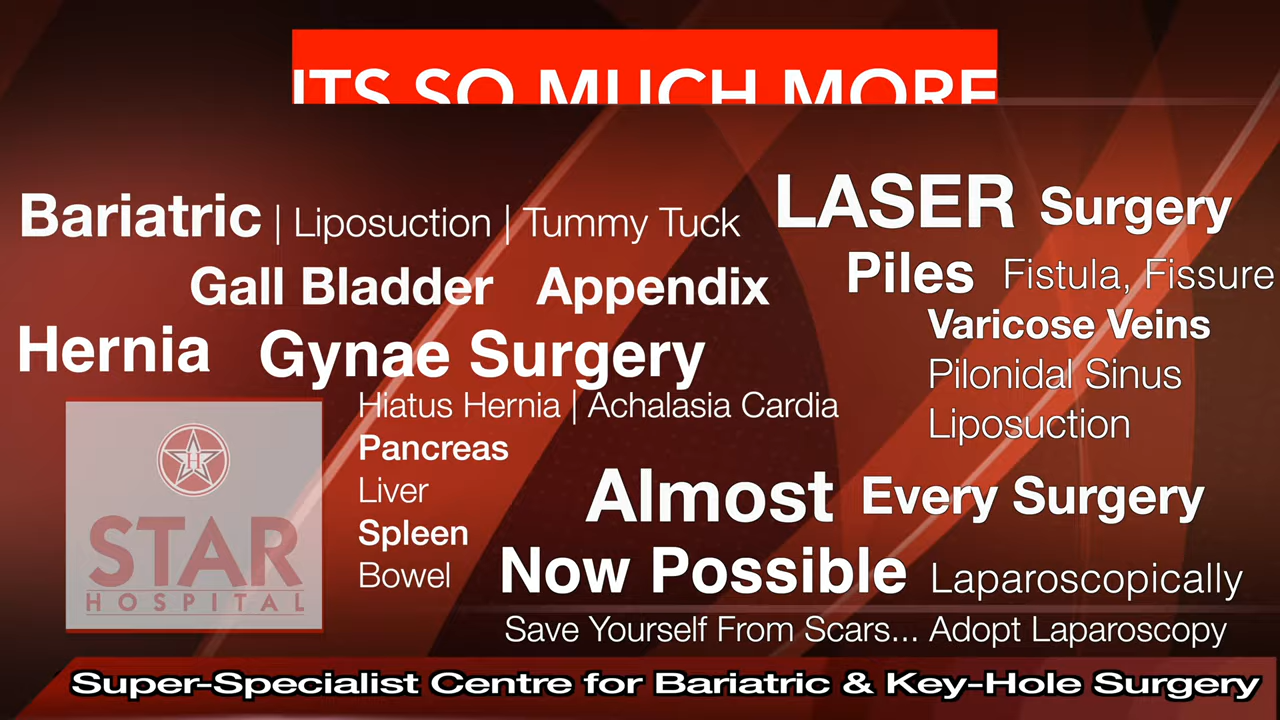 ITS SO MUCH MORE
Bariatric | Liposuction | Tummy Tuck
Gall Bladder Appendix
Hernia Gynae Surgery
Hiatus Hernia | Achalasia Cardia
Pancreas
Liver
Spleen
Bowel
LASER Surgery
Piles Fistula, Fissure
Varicose Veins
Pilonidal Sinus
Liposuction
Almost Every Surgery
Now Possible Laparoscopically
Save Yourself From Scars... Adopt Laparoscopy
H
STAR
HOSPITAL
Super-Specialist Centre for Bariatric & Key-Hole Surgery